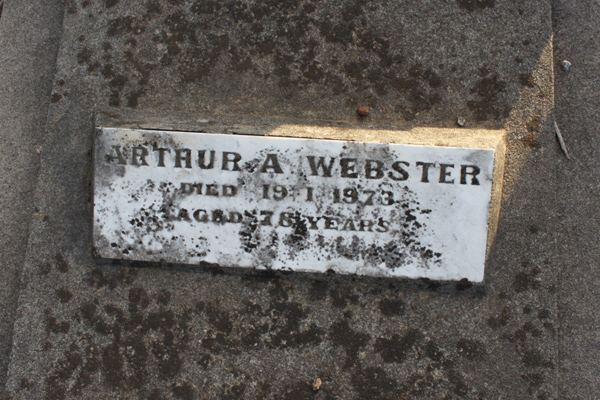 ARTHUR A WEBSTER
DIED 19.1.1973
AGED 78 YEARS